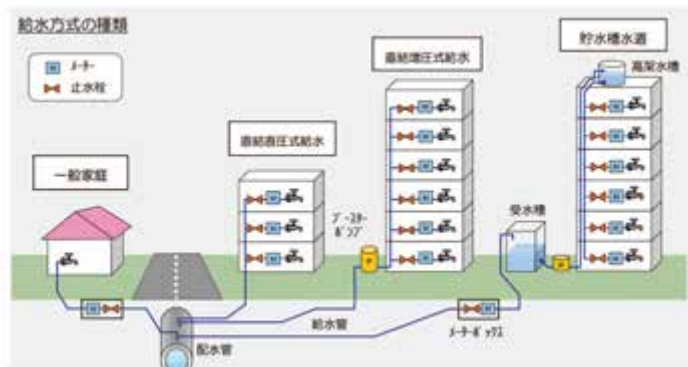 給水方式の種類
メーター
止水栓
一般家庭
直結直圧式給水
直結増圧式給水
貯水槽水道
高架水槽
ブースター
ポンプ
受水槽
給水管
配水管
メーターボックス